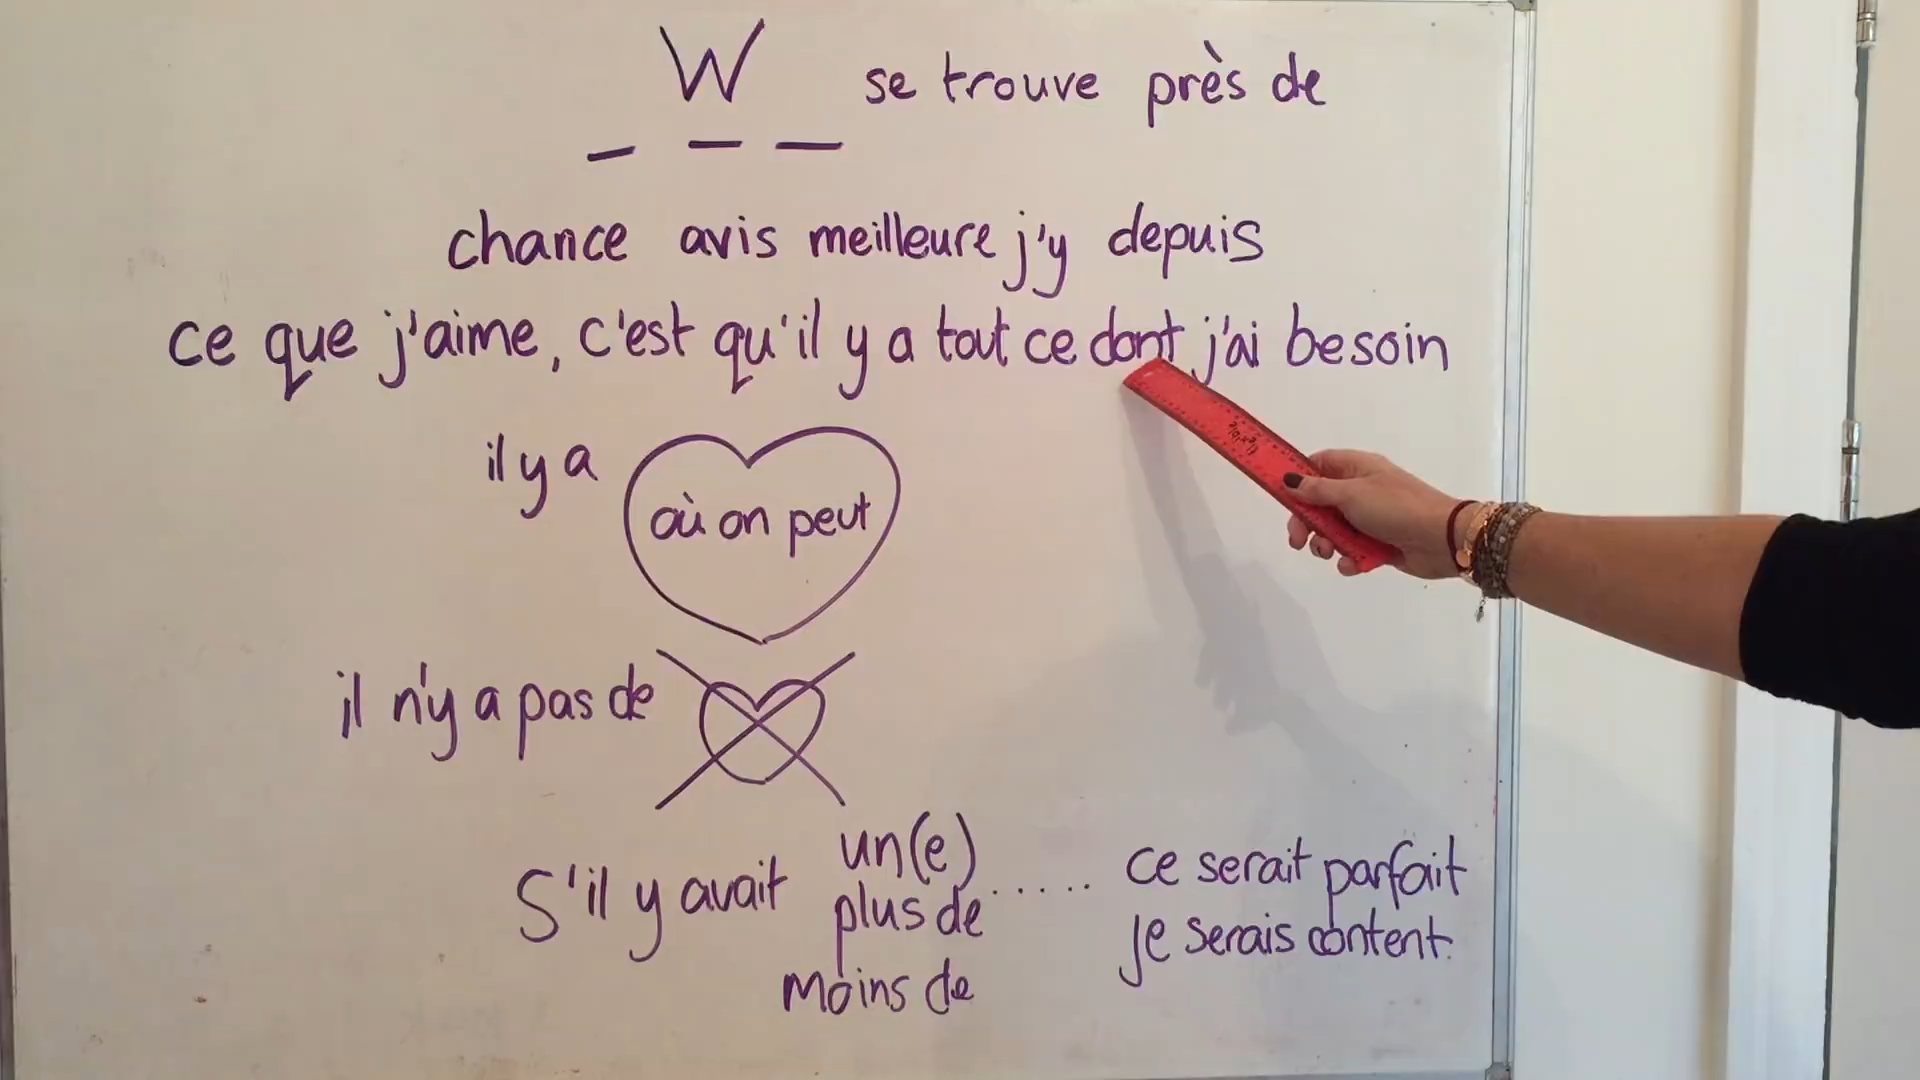 W se trouve près de
chance avis meilleure j'y depuis
ce que j'aime, c'est qu'il y a tout ce dont j'ai besoin
il y a
où on peut
il n'y a pas de
S'il y avait un(e) ..... ce serait parfait
plus de je serais content.
moins de